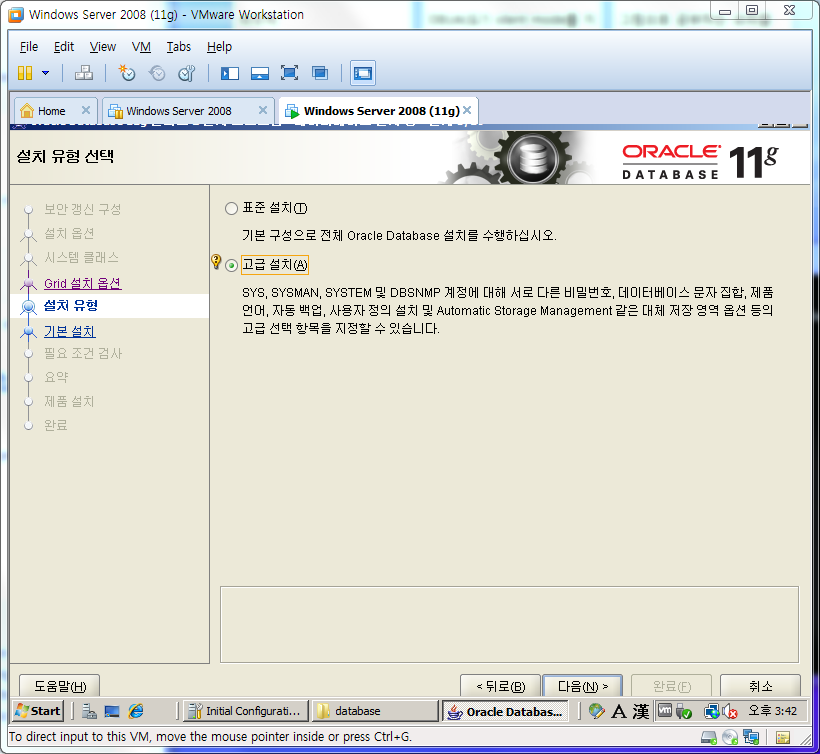 Windows Server 2008 (11g) - VMware Workstation
File Edit View VM Tabs Help
Home Windows Server 2008 Windows Server 2008 (11g)
설치 유형 선택
ORACLE
DATABASE 11g
보안 갱신 구성
설치 옵션
시스템 클래스
Grid 설치 옵션
설치 유형
기본 설치
필요 조건 검사
요약
제품 설치
완료
표준 설치(T)
기본 구성으로 전체 Oracle Database 설치를 수행하십시오.
고급 설치(A)
SYS, SYSMAN, SYSTEM 및 DBSNMP 계정에 대해 서로 다른 비밀번호, 데이터베이스 문자 집합, 제품
언어, 자동 백업, 사용자 정의 설치 및 Automatic Storage Management 같은 대체 저장 영역 옵션 등의
고급 선택 항목을 지정할 수 있습니다.
도움말(H) < 뒤로(B) 다음(N) > 완료(F) 취소
Start Initial Configurati... database Oracle Databas... A 漢 vm 오후 3:42
To direct input to this VM, move the mouse pointer inside or press Ctrl+G.